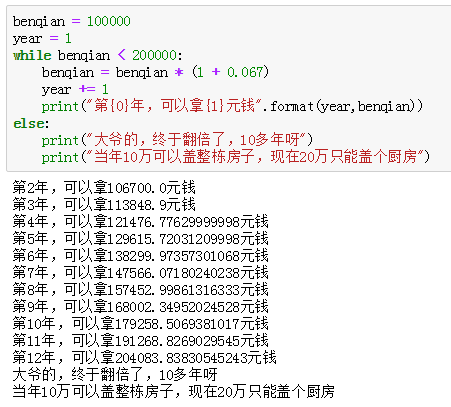 benqian = 100000
year = 1
while benqian < 200000:
    benqian = benqian * (1 + 0.067)
    year += 1
    print("第{0}年，可以拿{1}元钱".format(year,benqian))
else:
    print("大爷的，终于翻倍了，10多年呀")
    print("当年10万可以盖整栋房子，现在20万只能盖个厨房")
第2年，可以拿106700.0元钱
第3年，可以拿113848.9元钱
第4年，可以拿121476.77629999998元钱
第5年，可以拿129615.72031209998元钱
第6年，可以拿138299.97357301068元钱
第7年，可以拿147566.07180240238元钱
第8年，可以拿157452.99861316333元钱
第9年，可以拿168002.34952024528元钱
第10年，可以拿179258.5069381017元钱
第11年，可以拿191268.8269029545元钱
第12年，可以拿204083.83830545243元钱
大爷的，终于翻倍了，10多年呀
当年10万可以盖整栋房子，现在20万只能盖个厨房